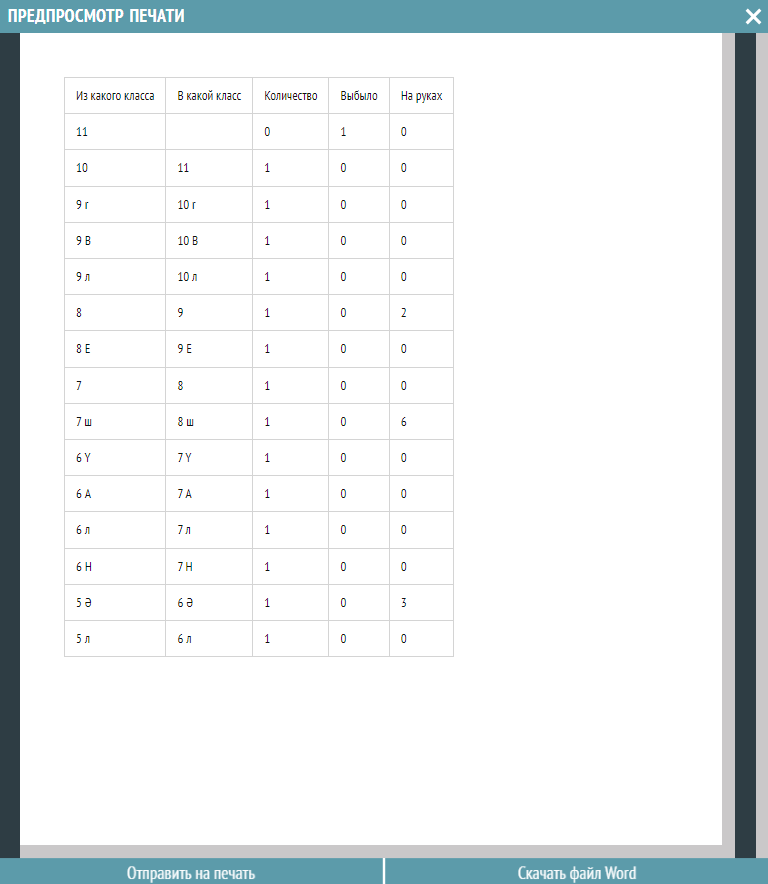 ПРЕДПРОСМОТР ПЕЧАТИ
Из какого класса В какой класс Количество Выбыло На руках
11 0 1 0
10 11 1 0 0
9 г 10 г 1 0 0
9 В 10 В 1 0 0
9 л 10 л 1 0 0
8 9 1 0 2
8 Е 9 Е 1 0 0
7 8 1 0 0
7 ш 8 ш 1 0 6
6 Ү 7 Ү 1 0 0
6 А 7 А 1 0 0
6 л 7 л 1 0 0
6 Н 7 Н 1 0 0
5 Ә 6 Ә 1 0 3
5 л 6 л 1 0 0
Отправить на печать Скачать файл Word